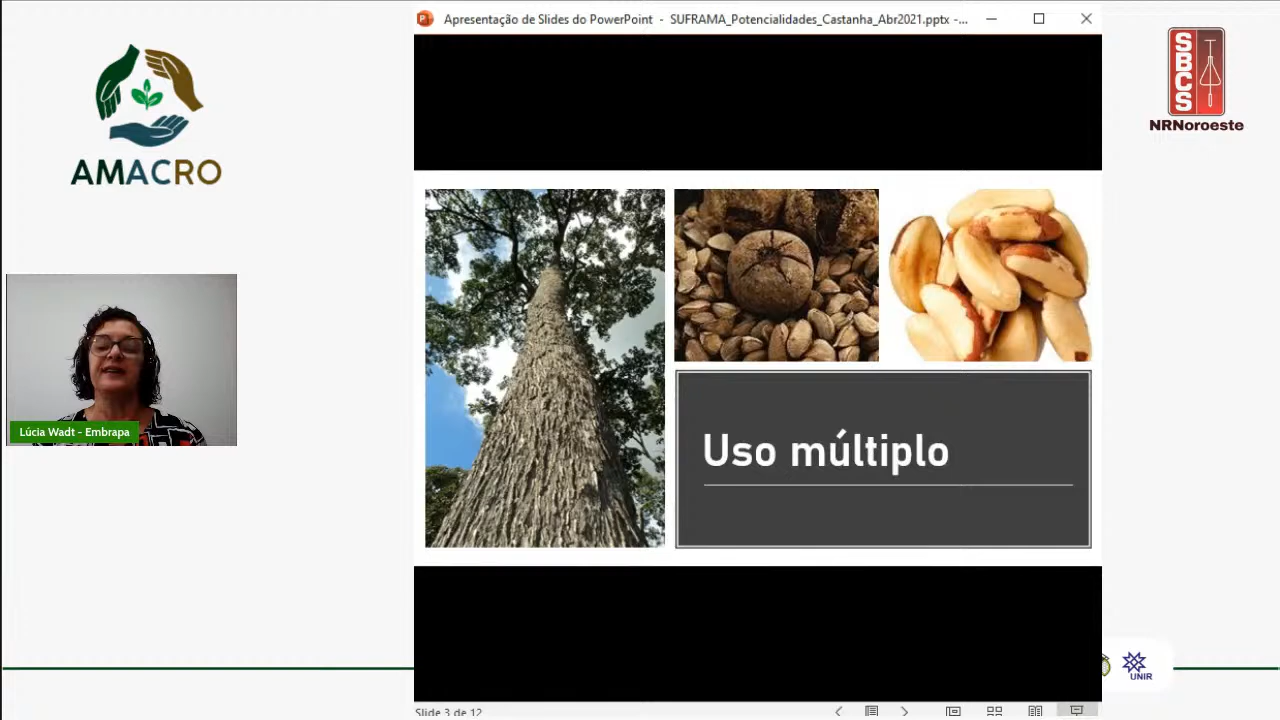 Apresentação de Slides do PowerPoint - SUFRAMA_Potencialidades_Castanha_Abr2021.pptx -...
AMACRO
SBCS
NRNoroeste
Uso múltiplo
Lúcia Wadt - Embrapa
UNIR
Slide 3 de 12